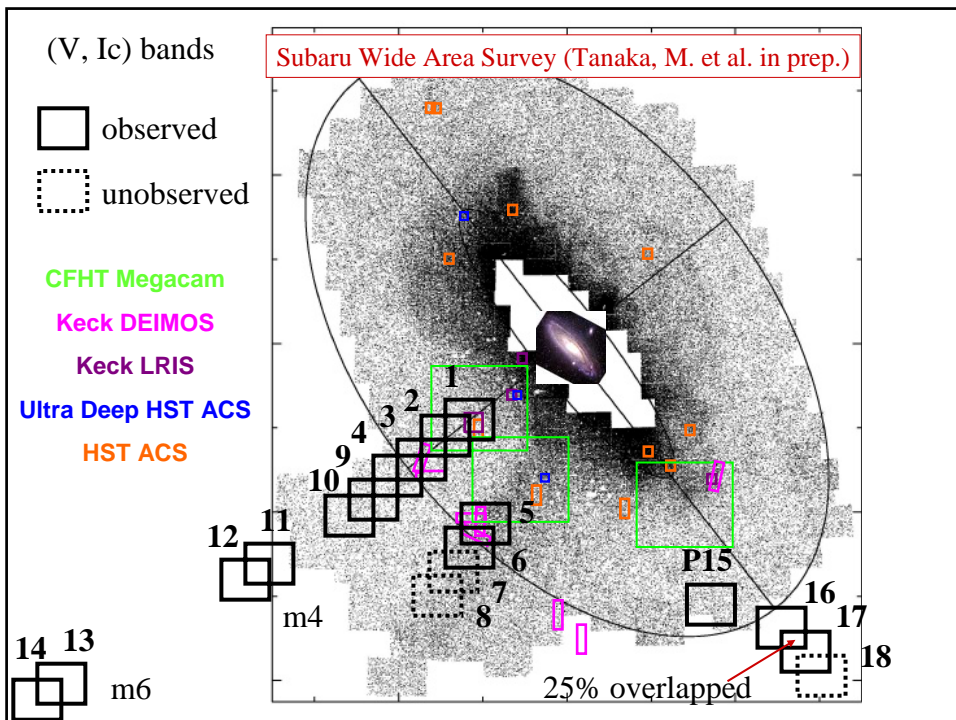 (V, Ic) bands
Subaru Wide Area Survey (Tanaka, M. et al. in prep.)
observed
unobserved
CFHT Megacam
Keck DEIMOS
Keck LRIS
Ultra Deep HST ACS
HST ACS
1
2
3
4
9
10
5
6
7
8
11
12
m4
13
14
m6
P15
16
17
18
25% overlapped